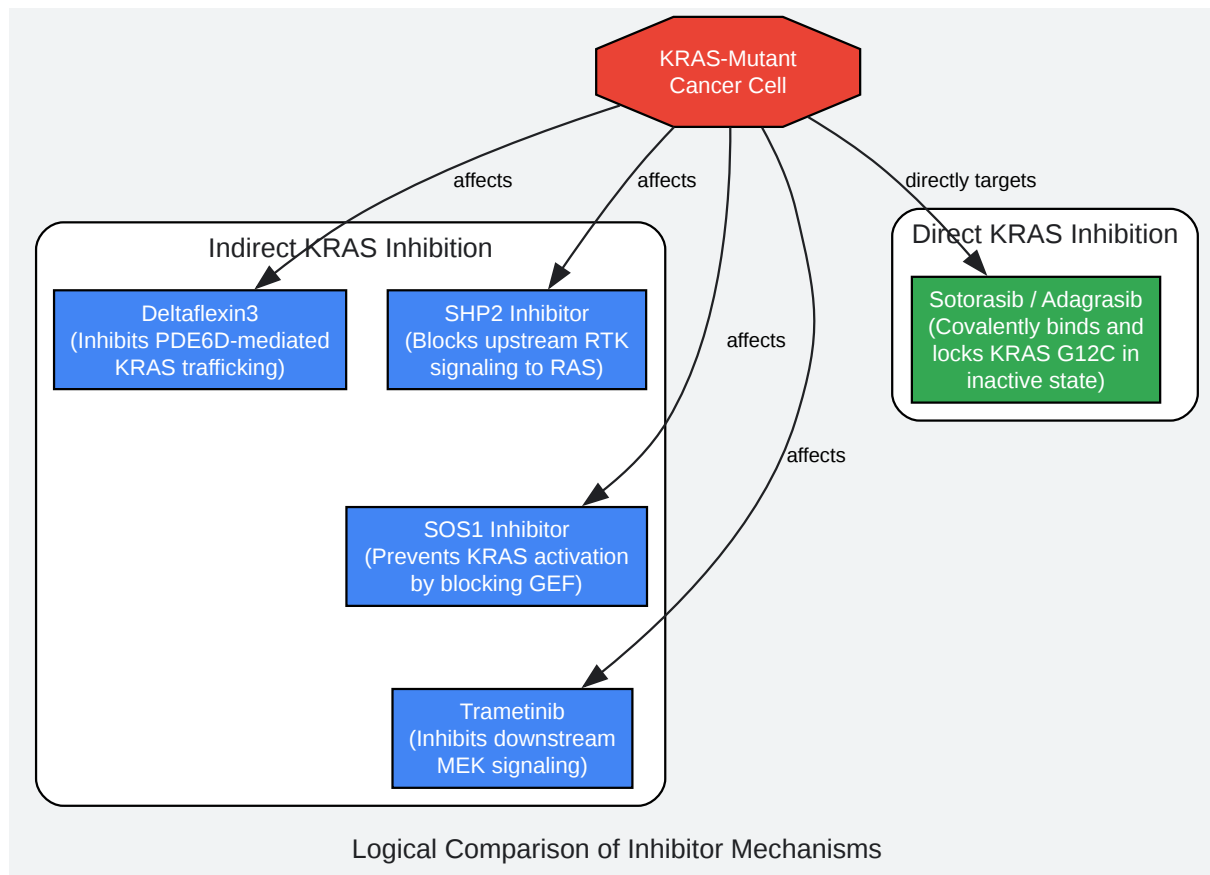 KRAS-Mutant
Cancer Cell
affects
affects
directly targets
Indirect KRAS Inhibition
Direct KRAS Inhibition
Deltaflexin3
(Inhibits PDE6D-mediated
KRAS trafficking)
SHP2 Inhibitor
(Blocks upstream RTK
signaling to RAS)
Sotorasib / Adagrasib
(Covalently binds and
locks KRAS G12C in
inactive state)
affects
affects
SOS1 Inhibitor
(Prevents KRAS activation
by blocking GEF)
Trametinib
(Inhibits downstream
MEK signaling)
Logical Comparison of Inhibitor Mechanisms